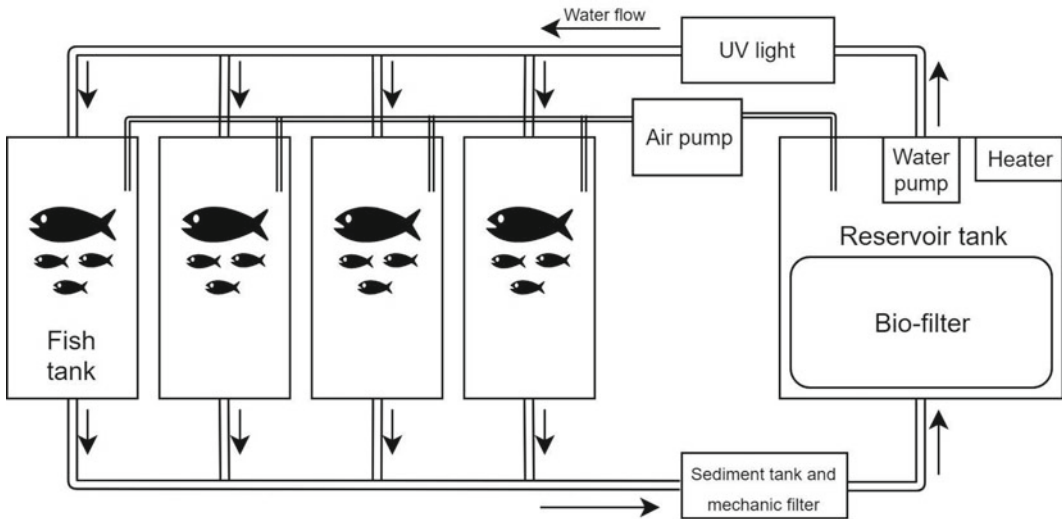 Water flow
UV light
Air pump
Water
pump
Heater
Reservoir tank
Bio-filter
Fish
tank
Sediment tank and
mechanic filter